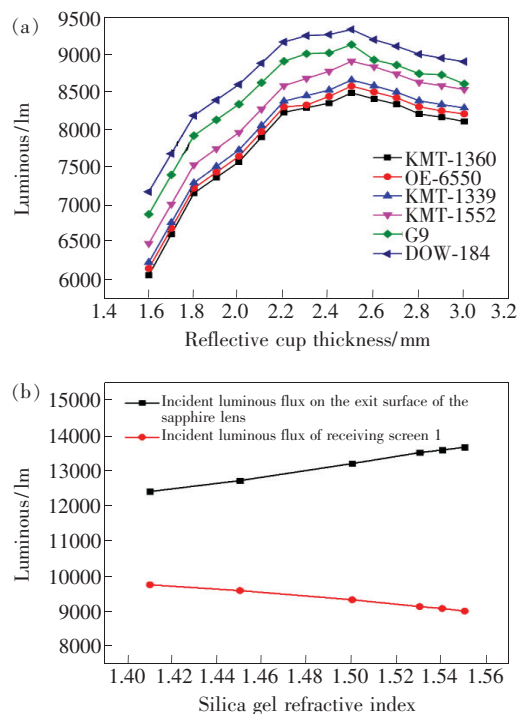 (a)
9500
9000
8500
8000
7500
7000
6500
6000
Luminous/lm
KMT-1360
OE-6550
KMT-1339
KMT-1552
G9
DOW-184
1.4 1.6 1.8 2.0 2.2 2.4 2.6 2.8 3.0 3.2
Reflective cup thickness/mm
(b)
15000
14000
13000
12000
11000
10000
9000
8000
Luminous/lm
Incident luminous flux on the exit surface of the
sapphire lens
Incident luminous flux of receiving screen 1
1.40 1.42 1.44 1.46 1.48 1.50 1.53 1.54 1.56
Silica gel refractive index